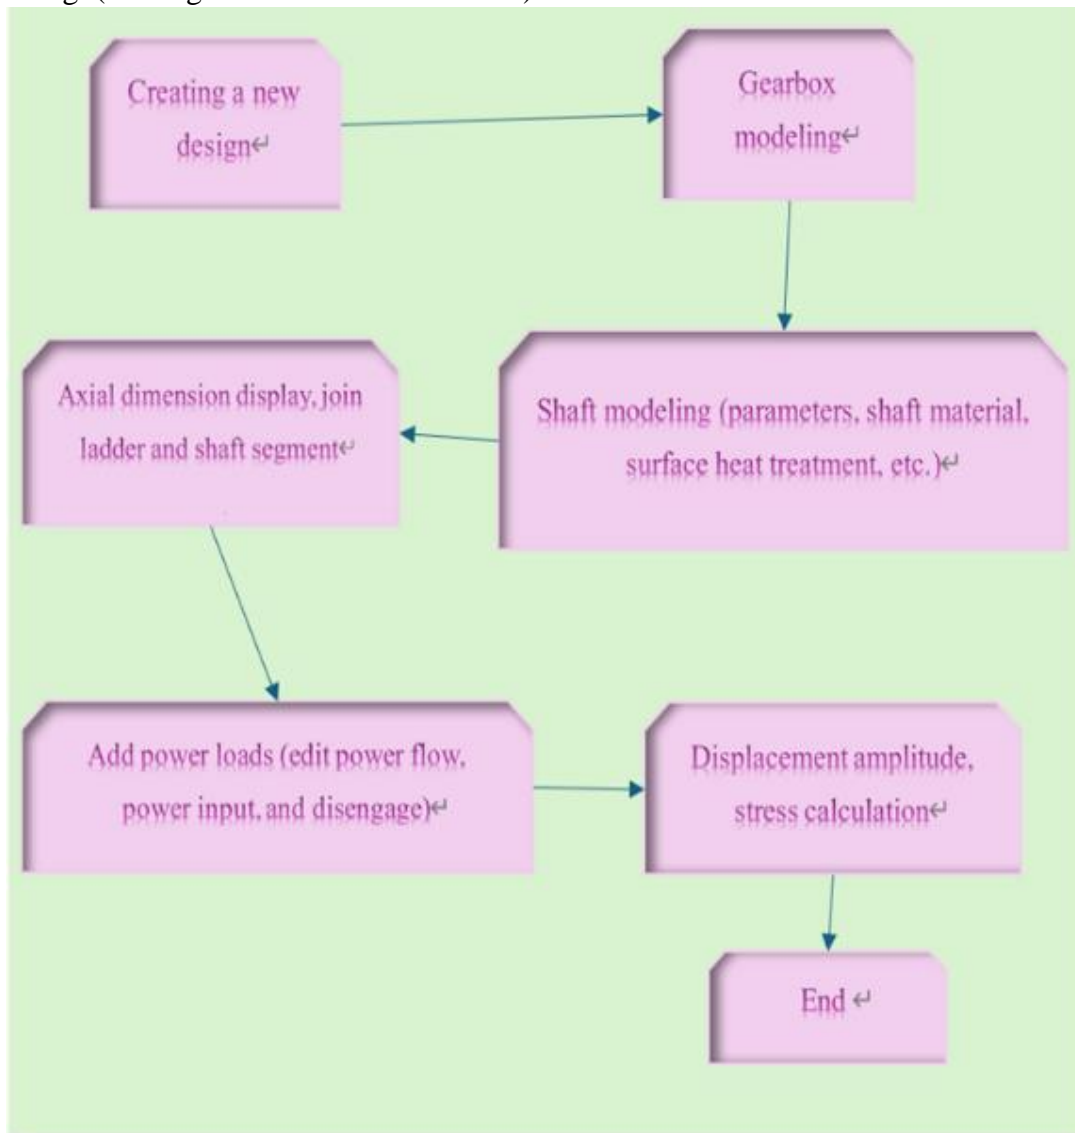 Creating a new
design↵
Gearbox
modeling↵
Shaft modeling (parameters, shaft material,
surface heat treatment, etc.)↵
Axial dimension display, join
ladder and shaft segment↵
Add power loads (edit power flow,
power input, and disengage)↵
Displacement amplitude,
stress calculation↵
End ↵